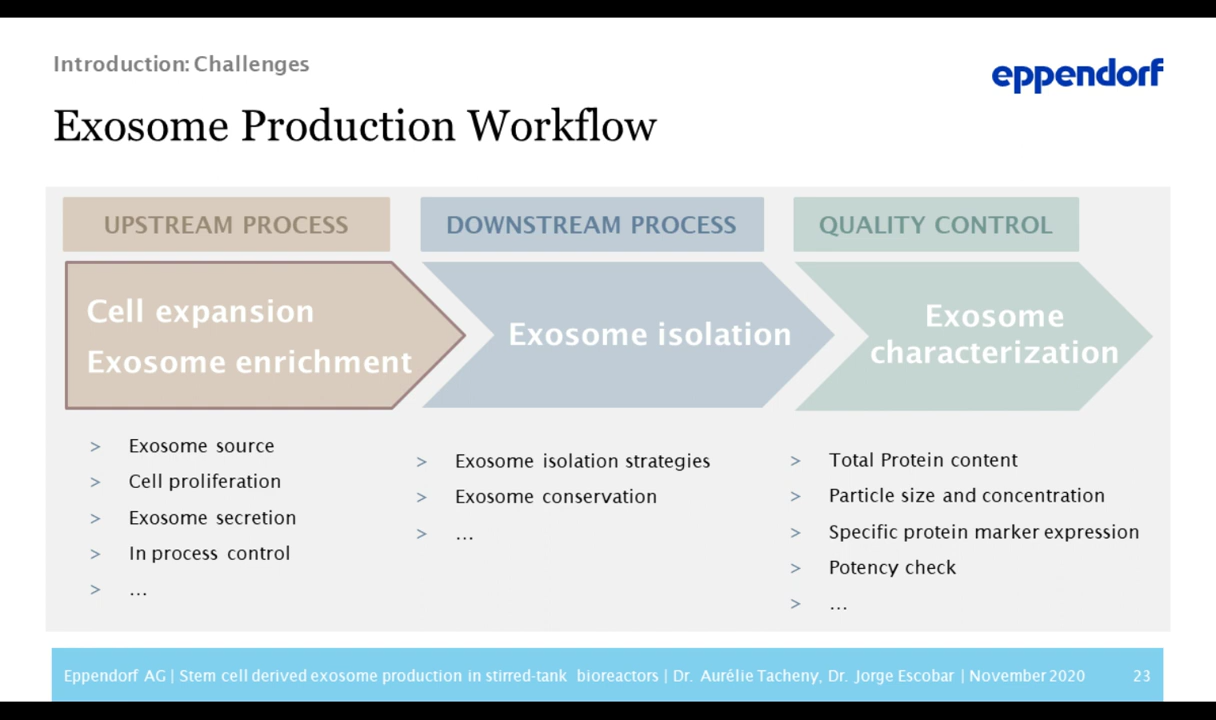 Introduction: Challenges
eppendorf
Exosome Production Workflow
UPSTREAM PROCESS
Cell expansion
Exosome enrichment
> Exosome source
> Cell proliferation
> Exosome secretion
> In process control
> ...
DOWNSTREAM PROCESS
Exosome isolation
> Exosome isolation strategies
> Exosome conservation
> ...
QUALITY CONTROL
Exosome
characterization
> Total Protein content
> Particle size and concentration
> Specific protein marker expression
> Potency check
> ...
Eppendorf AG | Stem cell derived exosome production in stirred-tank bioreactors | Dr. Aurélie Tacheny, Dr. Jorge Escobar | November 2020 23